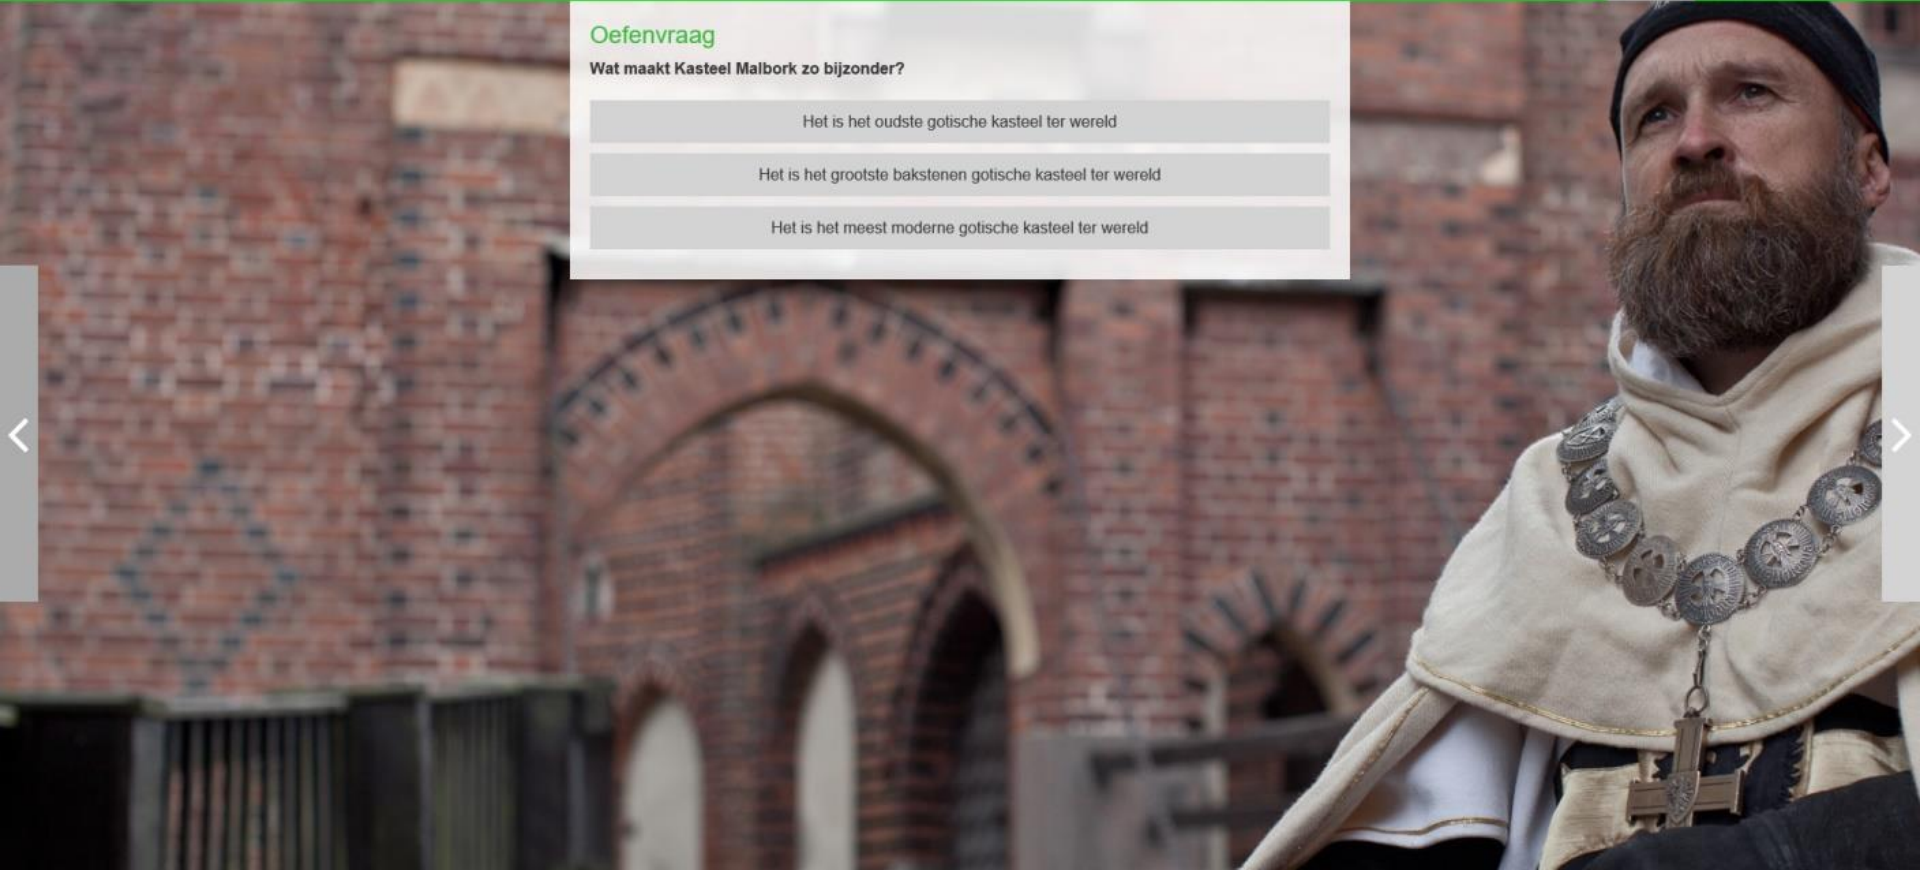 Oefenvraag
Wat maakt Kasteel Malbork zo bijzonder?
Het is het oudste gotische kasteel ter wereld
Het is het grootste bakstenen gotische kasteel ter wereld
Het is het meest moderne gotische kasteel ter wereld